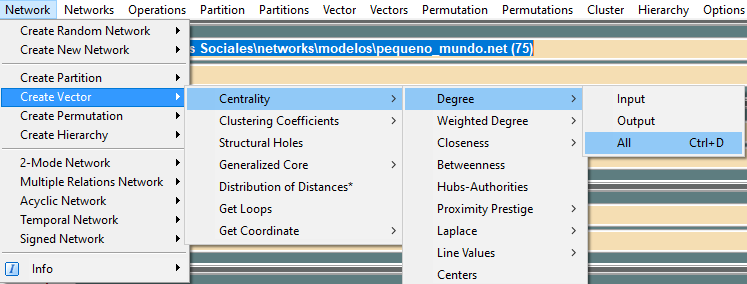 Network Networks Operations Partition Partitions Vector Vectors Permutation Permutations Cluster Hierarchy Options
Create Random Network
Create New Network
s Sociales\networks\modelos\pequeno_mundo.net (75)
Create Partition
Create Vector
Create Permutation
Create Hierarchy
2-Mode Network
Multiple Relations Network
Acyclic Network
Temporal Network
Signed Network
Info
Centrality
Clustering Coefficients
Structural Holes
Generalized Core
Distribution of Distances*
Get Loops
Get Coordinate
Degree
Weighted Degree
Closeness
Betweenness
Hubs-Authorities
Proximity Prestige
Laplace
Line Values
Centers
Input
Output
All Ctrl+D